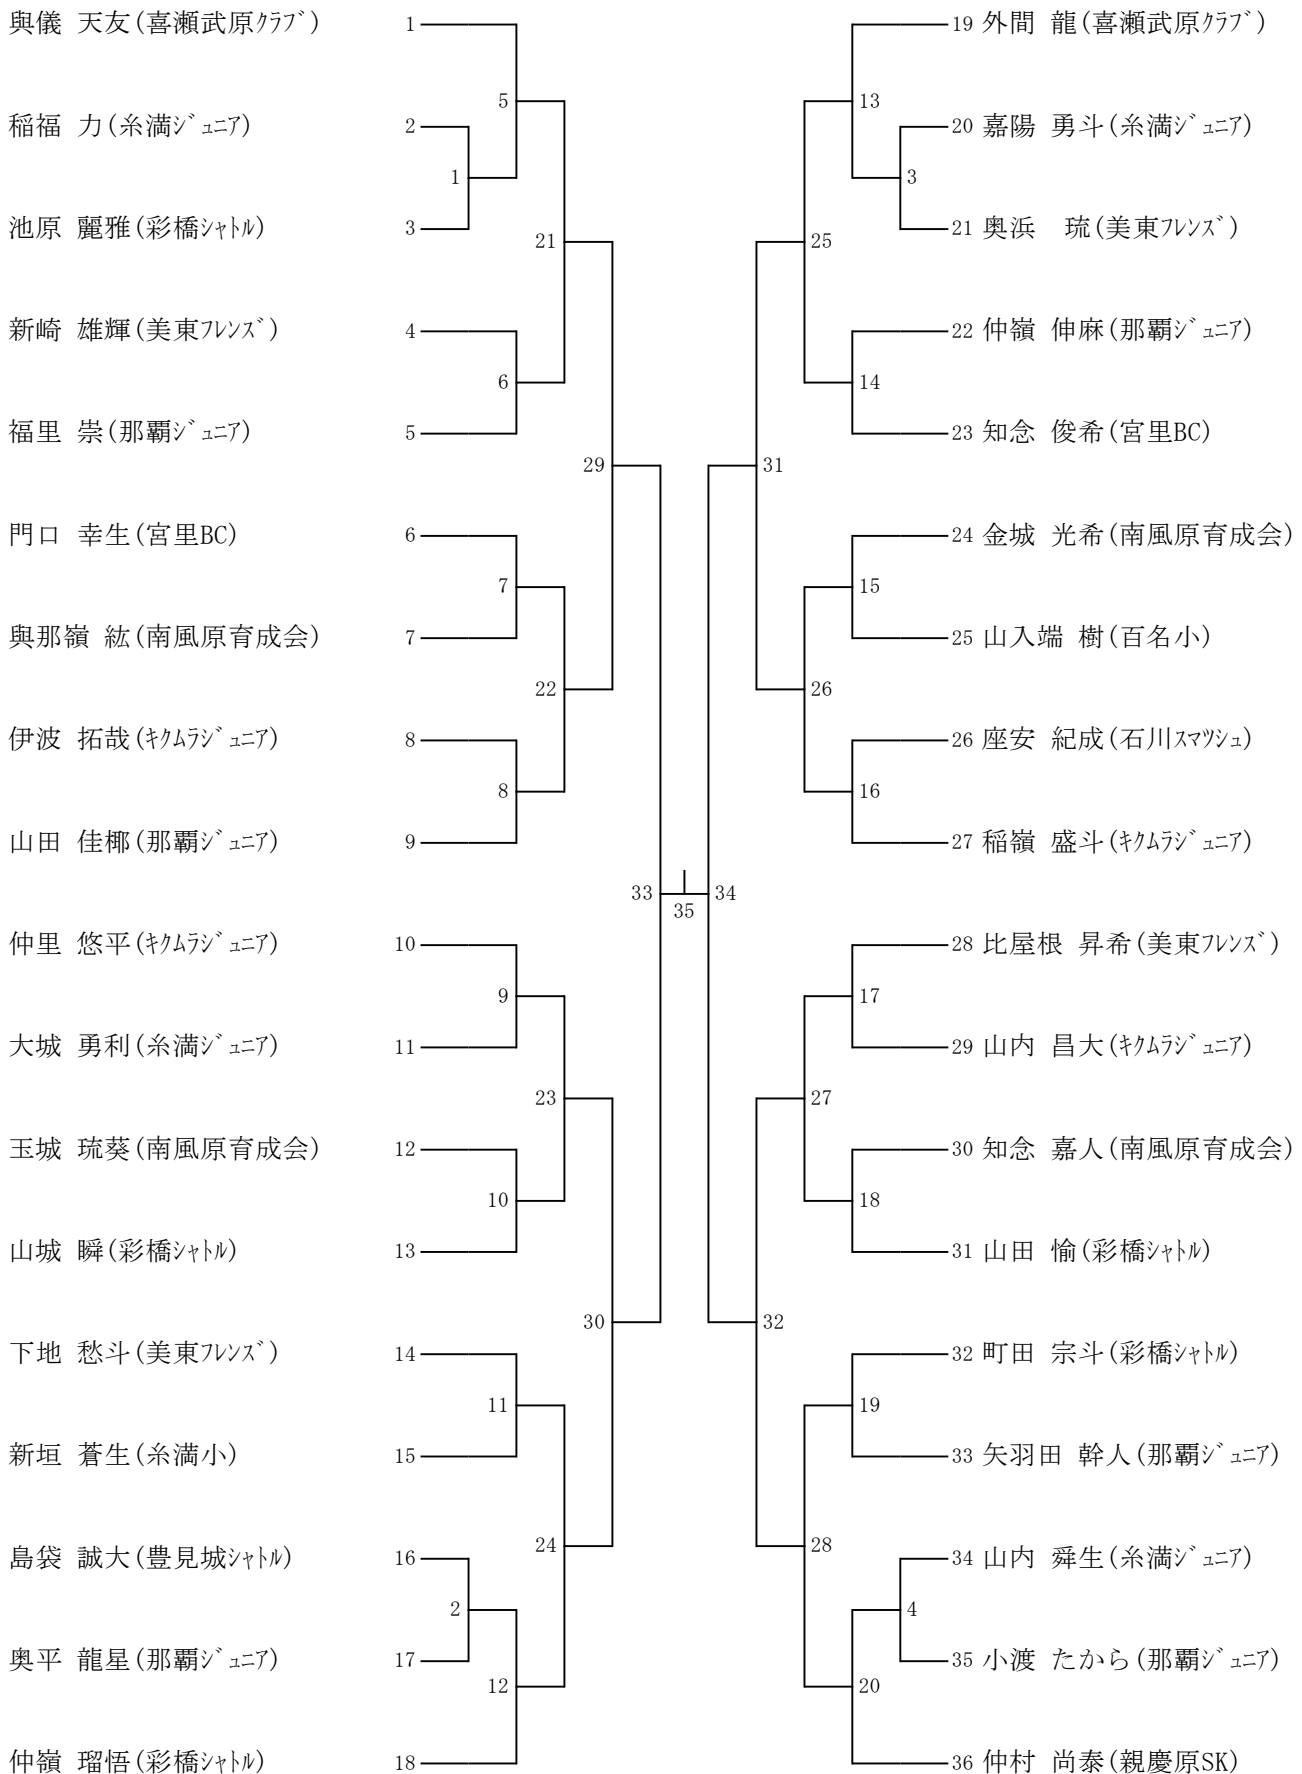 與儀 天友(喜瀬武原ｸﾗﾌﾞ) 1
19 外間 龍(喜瀬武原ｸﾗﾌﾞ)
5
13
稲福 力(糸満ｼﾞｭﾆｱ) 2
20 嘉陽 勇斗(糸満ｼﾞｭﾆｱ)
1
3
池原 麗雅(彩橋ｼｬﾄﾙ) 3
21 奥浜　琉(美東ﾌﾚﾝｽﾞ)
21
25
新崎 雄輝(美東ﾌﾚﾝｽﾞ) 4
22 仲嶺 伸麻(那覇ｼﾞｭﾆｱ)
6
14
福里 崇(那覇ｼﾞｭﾆｱ) 5
23 知念 俊希(宮里BC)
29
31
門口 幸生(宮里BC) 6
24 金城 光希(南風原育成会)
7
15
與那嶺 紘(南風原育成会) 7
25 山入端 樹(百名小)
22
26
伊波 拓哉(ｷｸﾑﾗｼﾞｭﾆｱ) 8
26 座安 紀成(石川ｽﾏﾂｼｭ)
8
16
山田 佳椰(那覇ｼﾞｭﾆｱ) 9
27 稲嶺 盛斗(ｷｸﾑﾗｼﾞｭﾆｱ)
33
34
35
仲里 悠平(ｷｸﾑﾗｼﾞｭﾆｱ) 10
28 比屋根 昇希(美東ﾌﾚﾝｽﾞ)
9
17
大城 勇利(糸満ｼﾞｭﾆｱ) 11
29 山内 昌大(ｷｸﾑﾗｼﾞｭﾆｱ)
23
27
玉城 琉葵(南風原育成会) 12
30 知念 嘉人(南風原育成会)
10
18
山城 瞬(彩橋ｼｬﾄﾙ) 13
31 山田 愉(彩橋ｼｬﾄﾙ)
30
32
下地 愁斗(美東ﾌﾚﾝｽﾞ) 14
32 町田 宗斗(彩橋ｼｬﾄﾙ)
11
19
新垣 蒼生(糸満小) 15
33 矢羽田 幹人(那覇ｼﾞｭﾆｱ)
24
28
島袋 誠大(豊見城ｼｬﾄﾙ) 16
34 山内 舜生(糸満ｼﾞｭﾆｱ)
2
4
奥平 龍星(那覇ｼﾞｭﾆｱ) 17
35 小渡 たから(那覇ｼﾞｭﾆｱ)
12
20
仲嶺 瑠悟(彩橋ｼｬﾄﾙ) 18
36 仲村 尚泰(親慶原SK)